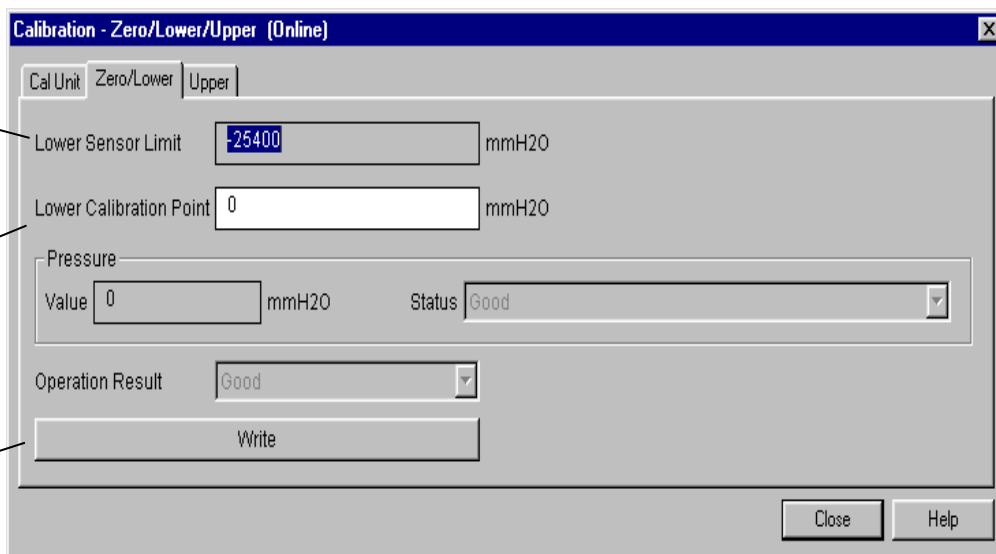 Calibration - Zero/Lower/Upper (Online)
Cal Unit Zero/Lower Upper
Lower Sensor Limit -25400 mmH2O
Lower Calibration Point 0 mmH2O
Pressure
Value 0 mmH2O Status Good
Operation Result Good
Write
Close Help